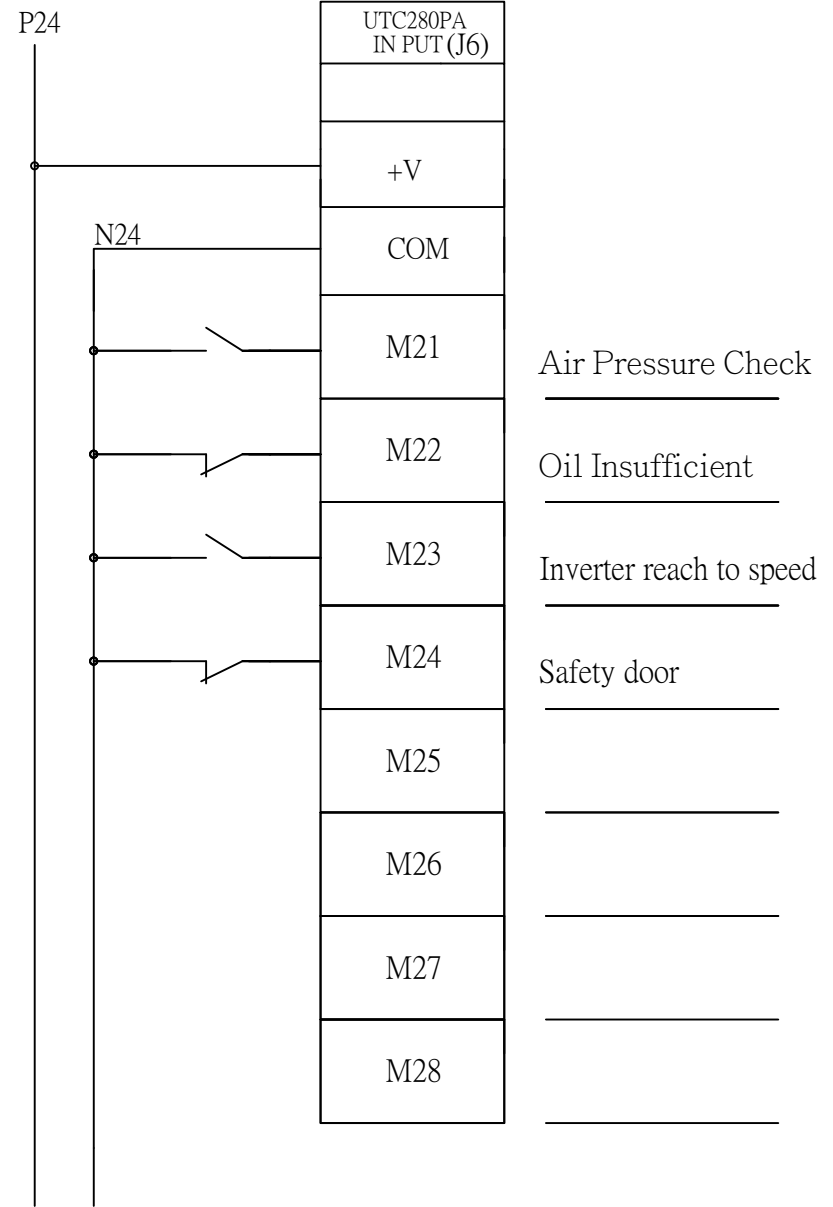 P24
UTC280PA
IN PUT (J6)
+V
N24
COM
M21
Air Pressure Check
M22
Oil Insufficient
M23
Inverter reach to speed
M24
Safety door
M25
M26
M27
M28